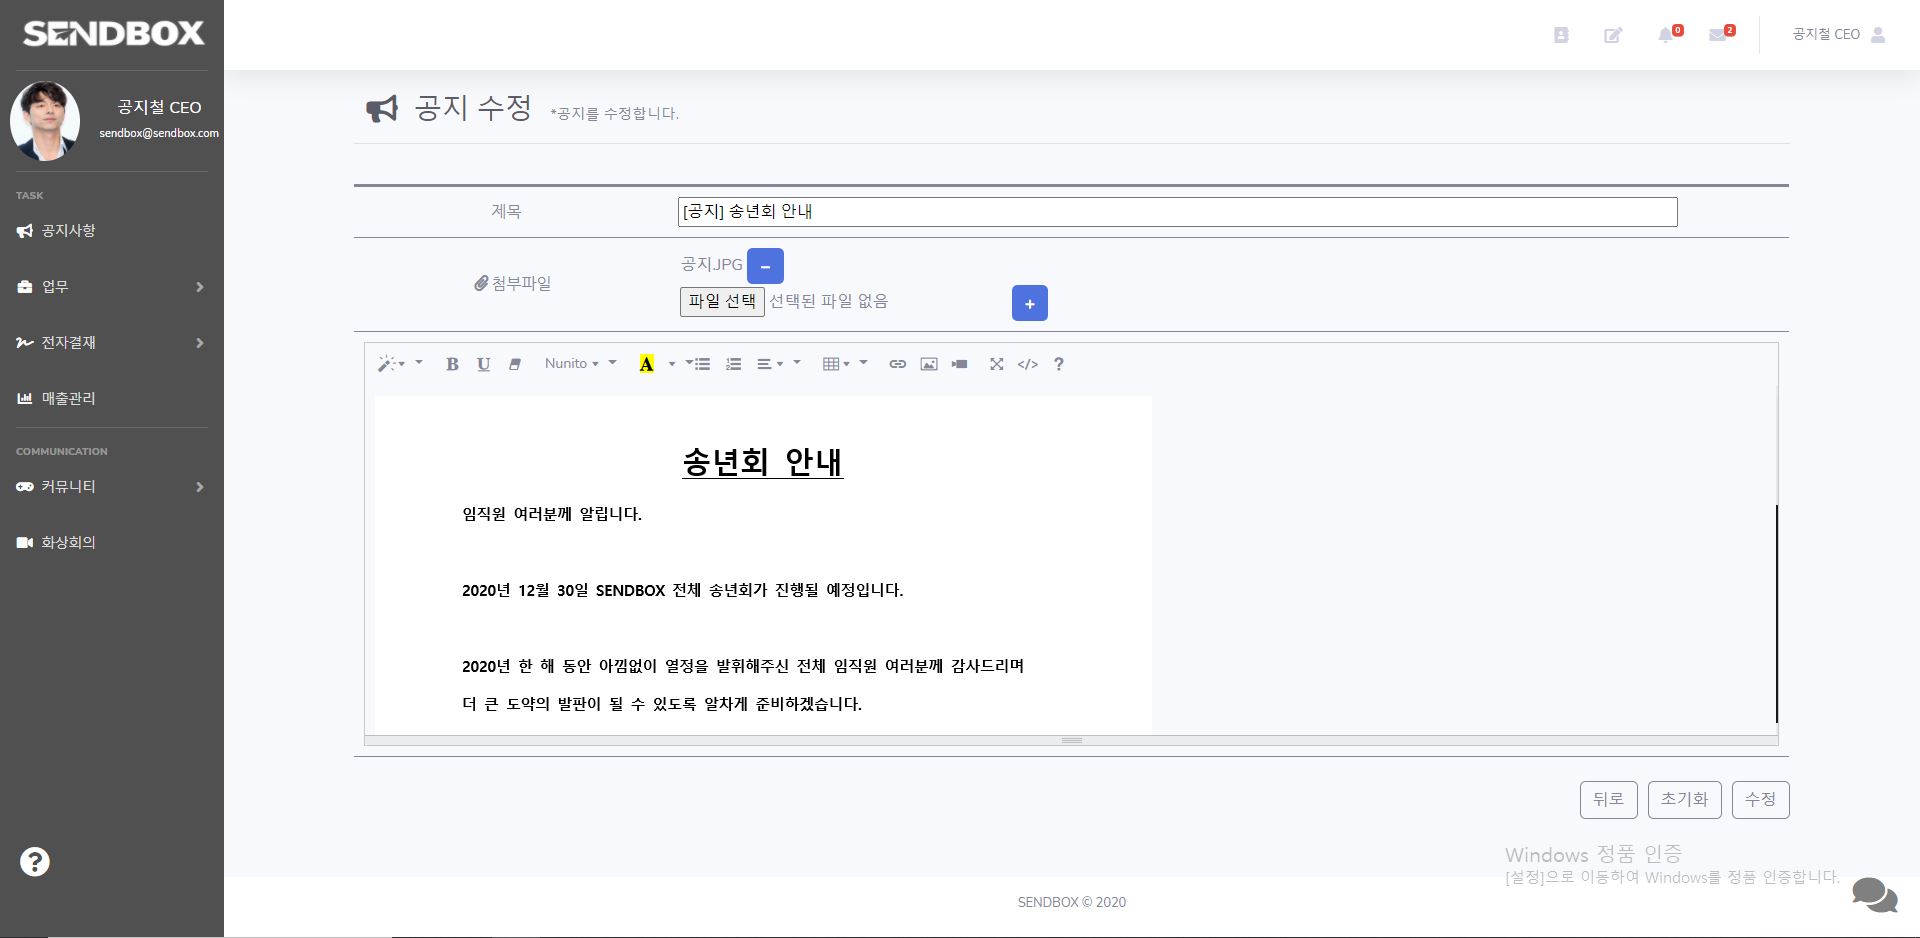 SENDBOX
0
2
공지철 CEO
공지철 CEO
sendbox@sendbox.com
TASK
공지사항
업무
전자결재
매출관리
COMMUNICATION
커뮤니티
화상회의
?
공지 수정 *공지를 수정합니다.
제목 [공지] 송년회 안내
첨부파일
공지.JPG -
파일 선택 선택된 파일 없음 +
B U Nunito A </> ?
송년회 안내
임직원 여러분께 알립니다.
2020년 12월 30일 SENDBOX 전체 송년회가 진행될 예정입니다.
2020년 한 해 동안 아낌없이 열정을 발휘해주신 전체 임직원 여러분께 감사드리며
더 큰 도약의 발판이 될 수 있도록 알차게 준비하겠습니다.
뒤로 초기화 수정
Windows 정품 인증
[설정]으로 이동하여 Windows를 정품 인증합니다.
SENDBOX © 2020